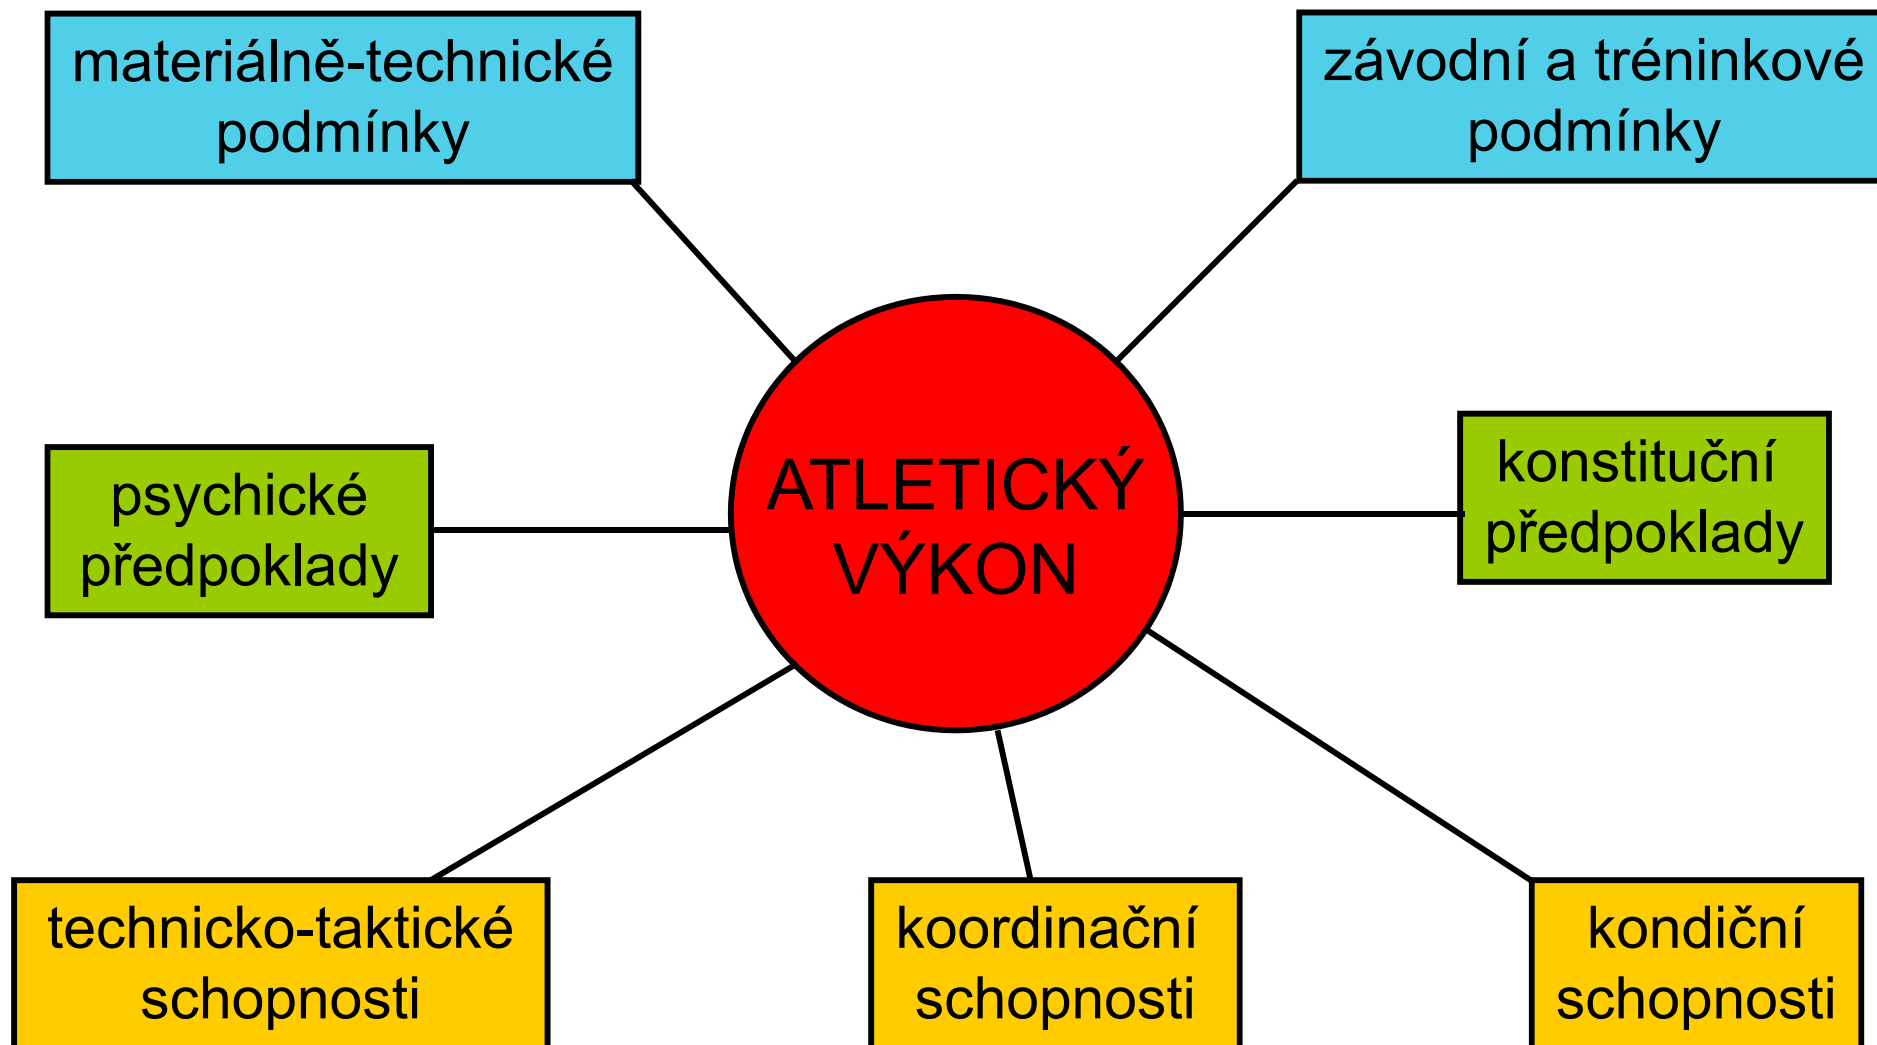 materiálně-technické
podmínky
závodní a tréninkové
podmínky
psychické
předpoklady
ATLETICKÝ
VÝKON
konstituční
předpoklady
technicko-taktické
schopnosti
koordinační
schopnosti
kondiční
schopnosti